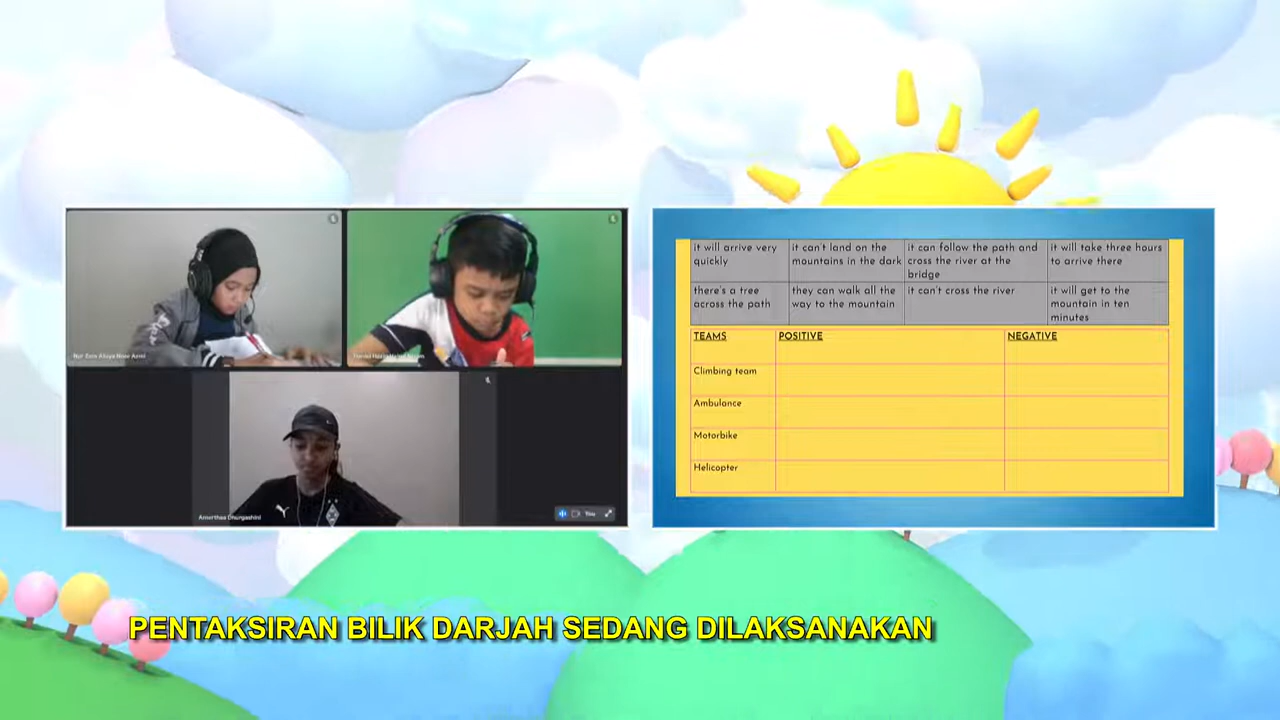 it will arrive very
quickly
it can't land on the
mountains in the dark
it can follow the path and
cross the river at the
bridge
it will take three hours
to arrive there
there's a tree
across the path
they can walk all the
way to the mountain
it can't cross the river
it will get to the
mountain in ten
minutes
TEAMS
POSITIVE
NEGATIVE
Climbing team
Ambulance
Motorbike
Helicopter
Amerthaa Dhurgashini
You
PENTAKSIRAN BILIK DARJAH SEDANG DILAKSANAKAN